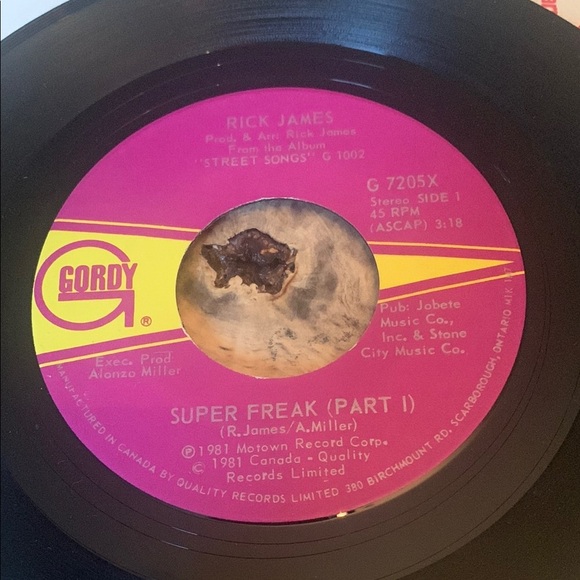 RICK JAMES
Prod. & Arr: Rick James
From the Album
"STREET SONGS" G 1002
G 7205X
Stereo SIDE 1
45 RPM
(ASCAP) 3:18
GORDY
®
Pub: Jobete
Music Co.,
Inc. & Stone
City Music Co.
Exec. Prod
Alonzo Miller
SUPER FREAK (PART I)
(R. James/A. Miller)
℗ 1981 Motown Record Corp.
© 1981 Canada - Quality
Records Limited
MANUFACTURED IN CANADA BY QUALITY RECORDS LIMITED 380 BIRCHMOUNT RD. SCARBOROUGH, ONTARIO